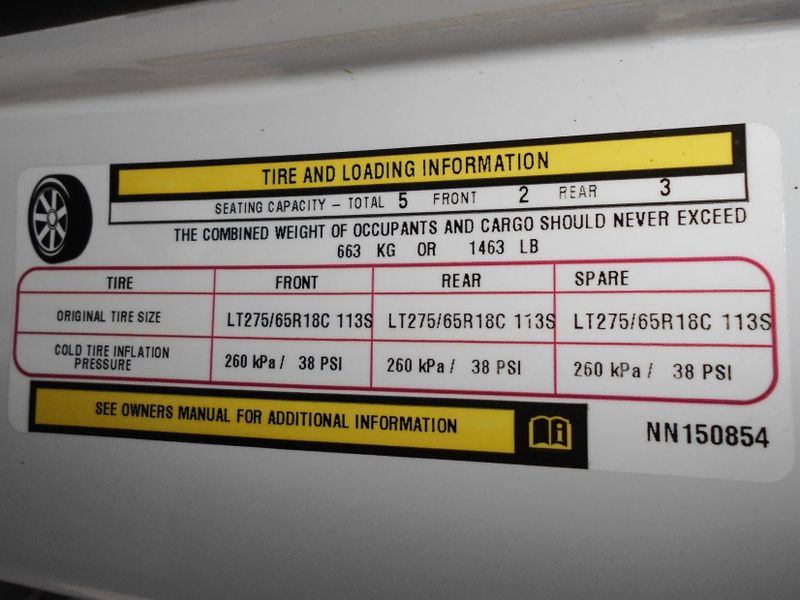 TIRE AND LOADING INFORMATION
SEATING CAPACITY – TOTAL 5 FRONT 2 REAR 3
THE COMBINED WEIGHT OF OCCUPANTS AND CARGO SHOULD NEVER EXCEED
663 KG OR 1463 LB
TIRE FRONT REAR SPARE
ORIGINAL TIRE SIZE LT275/65R18C 113S LT275/65R18C 113S LT275/65R18C 113S
COLD TIRE INFLATION
PRESSURE 260 kPa / 38 PSI 260 kPa / 38 PSI 260 kPa / 38 PSI
SEE OWNERS MANUAL FOR ADDITIONAL INFORMATION
NN150854